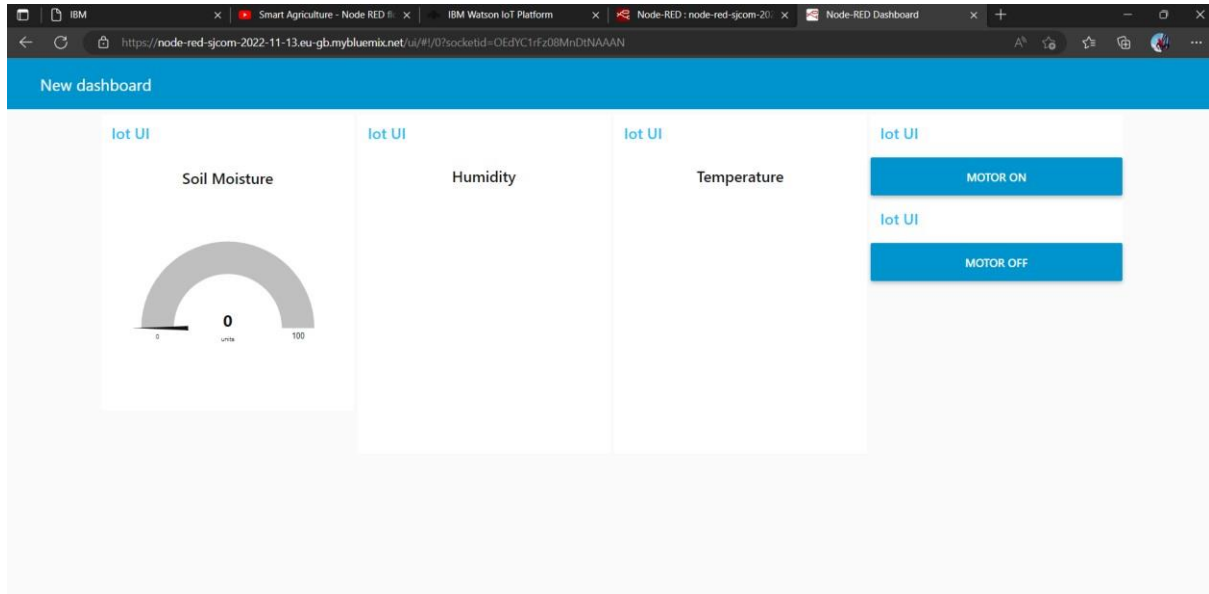 IBM
Smart Agriculture - Node RED fl
IBM Watson IoT Platform
Node-RED : node-red-sjcom-20
Node-RED Dashboard
https://node-red-sjcom-2022-11-13.eu-gb.mybluemix.net/ui/#!/0?socketid=OEdYC1rFz08MnDtNAAAN
New dashboard
Iot UI
Soil Moisture
0
units
0
100
Iot UI
Humidity
Iot UI
Temperature
Iot UI
MOTOR ON
Iot UI
MOTOR OFF